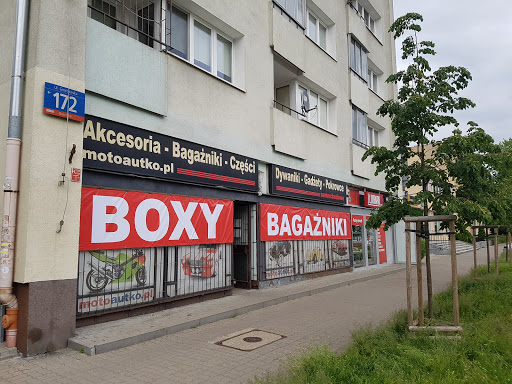 172
Akcesoria - Bagażniki - Części
motoautko.pl
Dywaniki - Gadżety - Pokrowce
BOXY
BAGAŻNIKI
motoautko.pl